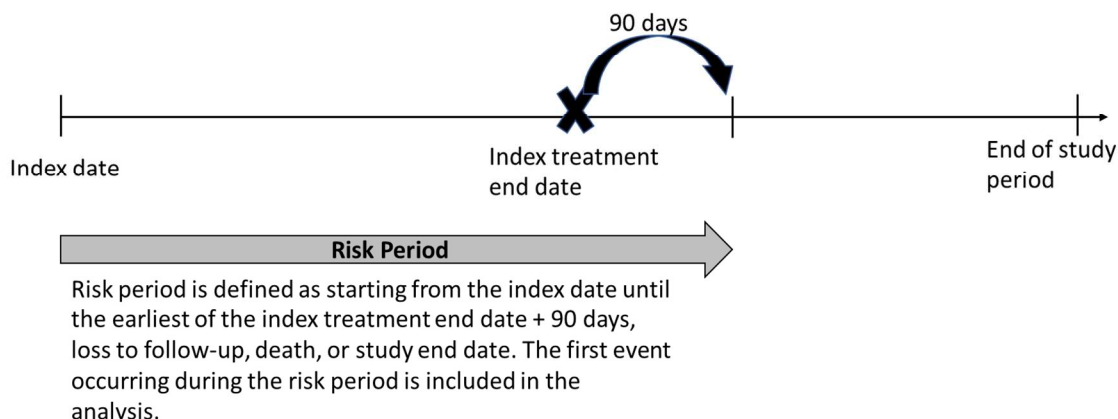 90 days
Index date
Index treatment
end date
End of study
period
Risk Period
Risk period is defined as starting from the index date until
the earliest of the index treatment end date + 90 days,
loss to follow-up, death, or study end date. The first event
occurring during the risk period is included in the
analysis.